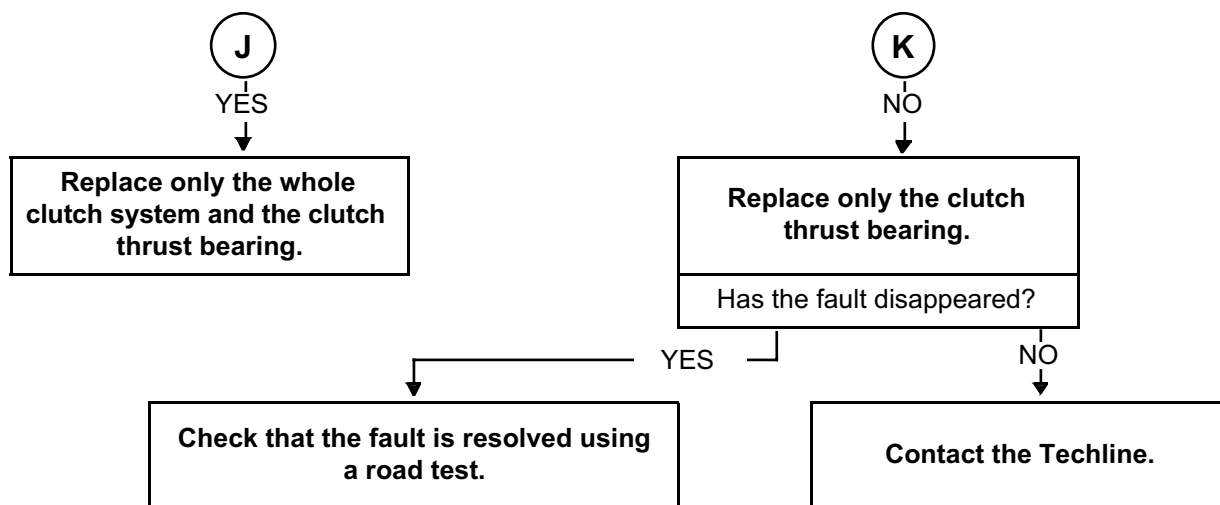 J
YES
Replace only the whole
clutch system and the clutch
thrust bearing.
K
NO
Replace only the clutch
thrust bearing.
Has the fault disappeared?
YES
NO
Check that the fault is resolved using
a road test.
Contact the Techline.